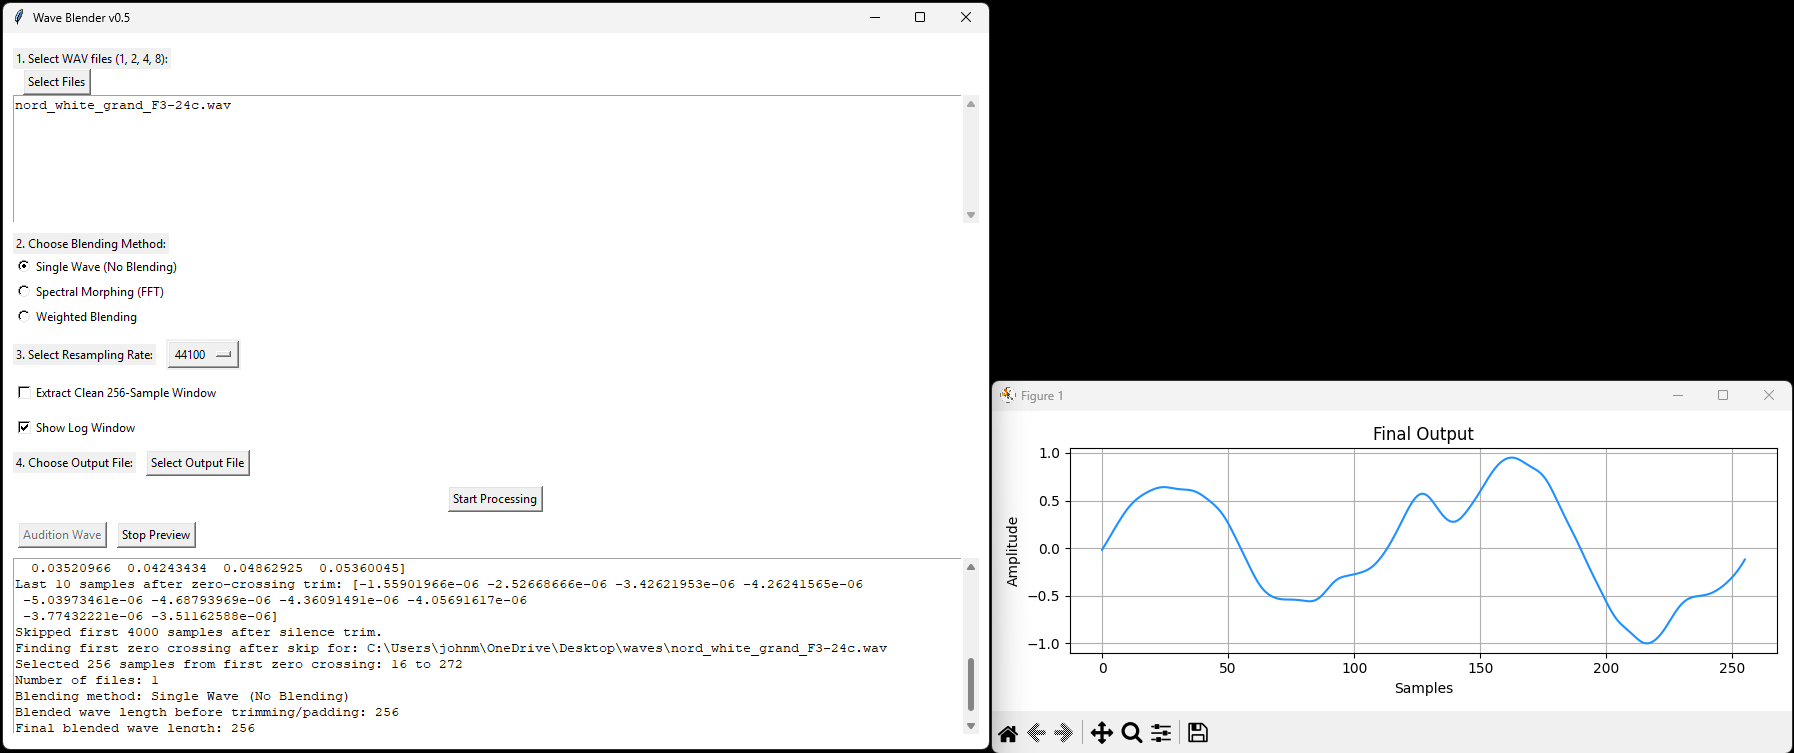 Wave Blender v0.5
1. Select WAV files (1, 2, 4, 8):
Select Files
nord_white_grand_F3-24c.wav
2. Choose Blending Method:
Single Wave (No Blending)
Spectral Morphing (FFT)
Weighted Blending
3. Select Resampling Rate: 44100
Extract Clean 256-Sample Window
Show Log Window
4. Choose Output File: Select Output File
Start Processing
Audition Wave Stop Preview
0.03520966 0.04243434 0.04862925 0.05360045]
Last 10 samples after zero-crossing trim: [-1.55901966e-06 -2.52668666e-06 -3.42621953e-06 -4.26241565e-06
-5.03973461e-06 -4.68793969e-06 -4.36091491e-06 -4.05691617e-06
-3.77432221e-06 -3.51162588e-06]
Skipped first 4000 samples after silence trim.
Finding first zero crossing after skip for: C:\Users\johnm\OneDrive\Desktop\waves\nord_white_grand_F3-24c.wav
Selected 256 samples from first zero crossing: 16 to 272
Number of files: 1
Blending method: Single Wave (No Blending)
Blended wave length before trimming/padding: 256
Final blended wave length: 256
Figure 1
Final Output
1.0
0.5
0.0
−0.5
−1.0
Amplitude
0 50 100 150 200 250
Samples